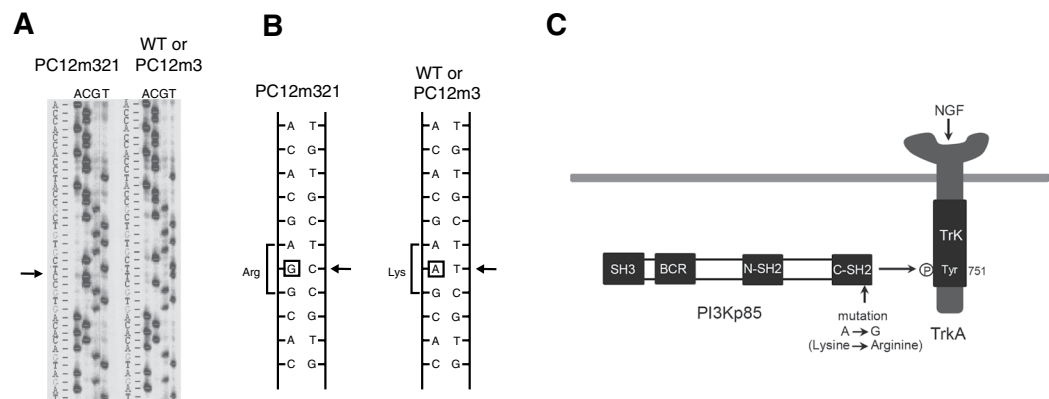 A
PC12m321
WT or
PC12m3
ACGT
ACGT
B
PC12m321
WT or
PC12m3
A T
C G
A T
C G
G C
A T
Arg G C
G C
C G
A T
C G
A T
C G
A T
C G
G C
A T
Lys A T
G C
C G
A T
C G
C
NGF
TrK
SH3 BCR N-SH2 C-SH2 P Tyr 751
PI3Kp85
mutation
A → G
(Lysine → Arginine)
TrkA